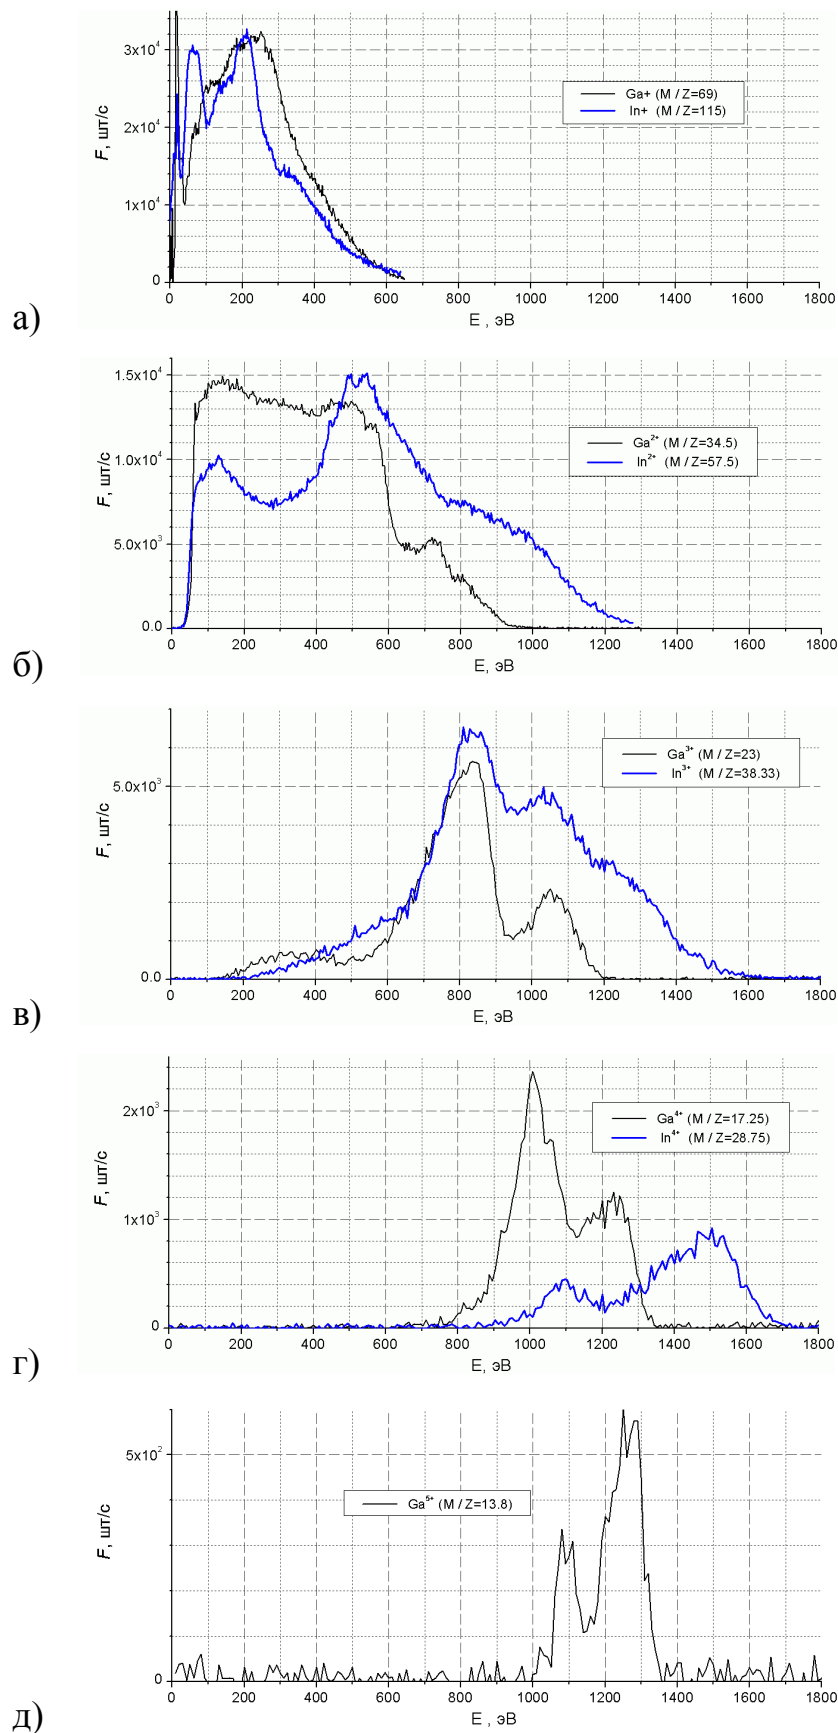 3x10⁴
2x10⁴
1x10⁴
0
F, шт/с
Ga+ (M / Z=69)
In+ (M / Z=115)
0 200 400 600 800 1000 1200 1400 1600 1800
E , эВ
а)
1.5x10⁴
1.0x10⁴
5.0x10³
0.0
F, шт/с
Ga²⁺ (M / Z=34.5)
In²⁺ (M / Z=57.5)
0 200 400 600 800 1000 1200 1400 1600 1800
E, эВ
б)
5.0x10³
0.0
F, шт/с
Ga³⁺ (M / Z=23)
In³⁺ (M / Z=38.33)
0 200 400 600 800 1000 1200 1400 1600 1800
E, эВ
в)
2x10³
1x10³
0
F, шт/с
Ga⁴⁺ (M / Z=17.25)
In⁴⁺ (M / Z=28.75)
0 200 400 600 800 1000 1200 1400 1600 1800
E, эВ
г)
5x10²
0
F, шт/с
Ga⁵⁺ (M / Z=13.8)
0 200 400 600 800 1000 1200 1400 1600 1800
E , эВ
д)